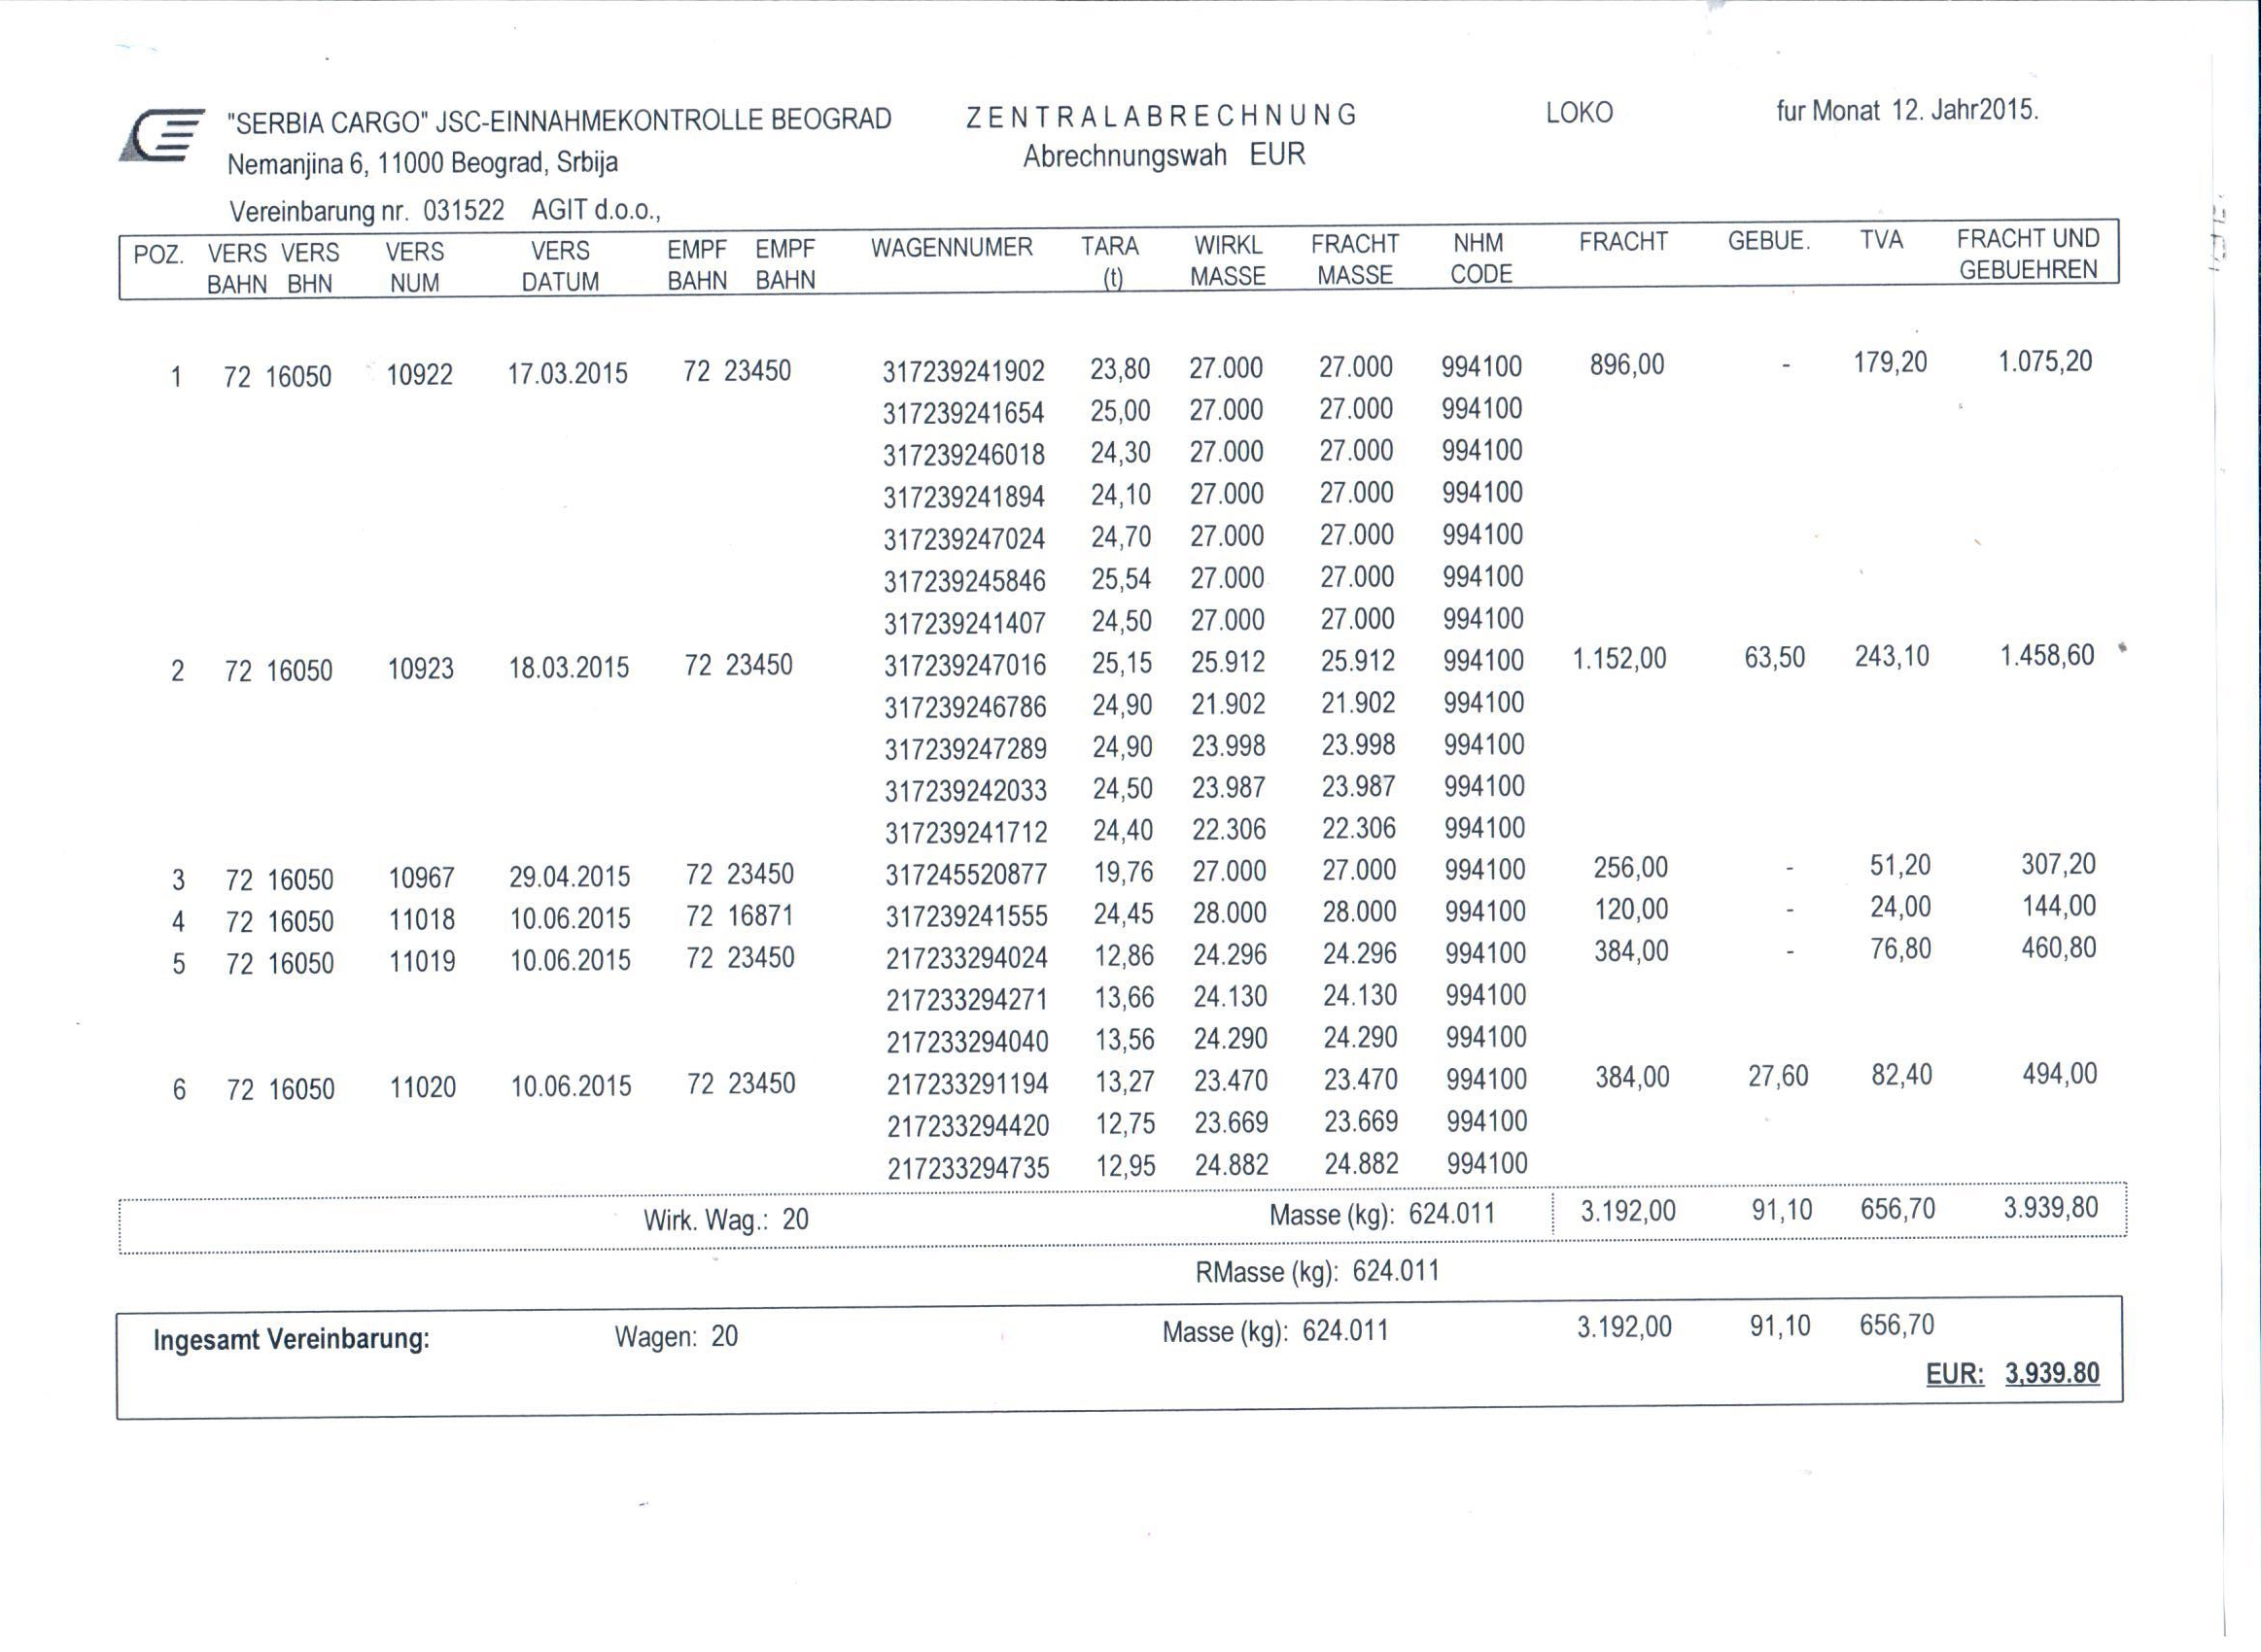 "SERBIA CARGO" JSC-EINNAHMEKONTROLLE BEOGRAD ZENTRALABRECHNUNG LOKO fur Monat 12. Jahr2015.
Nemanjina 6, 11000 Beograd, Srbija Abrechnungswah EUR
Vereinbarung nr. 031522 AGIT d.o.o.,
POZ. VERS VERS VERS VERS EMPF EMPF WAGENNUMER TARA WIRKL FRACHT NHM FRACHT GEBUE. TVA FRACHT UND
BAHN BHN NUM DATUM BAHN BAHN (t) MASSE MASSE CODE GEBUEHREN
1 72 16050 10922 17.03.2015 72 23450 317239241902 23,80 27.000 27.000 994100 896,00 - 179,20 1.075,20
317239241654 25,00 27.000 27.000 994100
317239246018 24,30 27.000 27.000 994100
317239241894 24,10 27.000 27.000 994100
317239247024 24,70 27.000 27.000 994100
317239245846 25,54 27.000 27.000 994100
317239241407 24,50 27.000 27.000 994100
2 72 16050 10923 18.03.2015 72 23450 317239247016 25,15 25.912 25.912 994100 1.152,00 63,50 243,10 1.458,60
317239246786 24,90 21.902 21.902 994100
317239247289 24,90 23.998 23.998 994100
317239242033 24,50 23.987 23.987 994100
317239241712 24,40 22.306 22.306 994100
3 72 16050 10967 29.04.2015 72 23450 317245520877 19,76 27.000 27.000 994100 256,00 - 51,20 307,20
4 72 16050 11018 10.06.2015 72 16871 317239241555 24,45 28.000 28.000 994100 120,00 - 24,00 144,00
5 72 16050 11019 10.06.2015 72 23450 217233294024 12,86 24.296 24.296 994100 384,00 - 76,80 460,80
217233294271 13,66 24.130 24.130 994100
217233294040 13,56 24.290 24.290 994100
6 72 16050 11020 10.06.2015 72 23450 217233291194 13,27 23.470 23.470 994100 384,00 27,60 82,40 494,00
217233294420 12,75 23.669 23.669 994100
217233294735 12,95 24.882 24.882 994100
Wirk. Wag.: 20 Masse (kg): 624.011 3.192,00 91,10 656,70 3.939,80
RMasse (kg): 624.011
Ingesamt Vereinbarung: Wagen: 20 Masse (kg): 624.011 3.192,00 91,10 656,70
EUR: 3,939.80